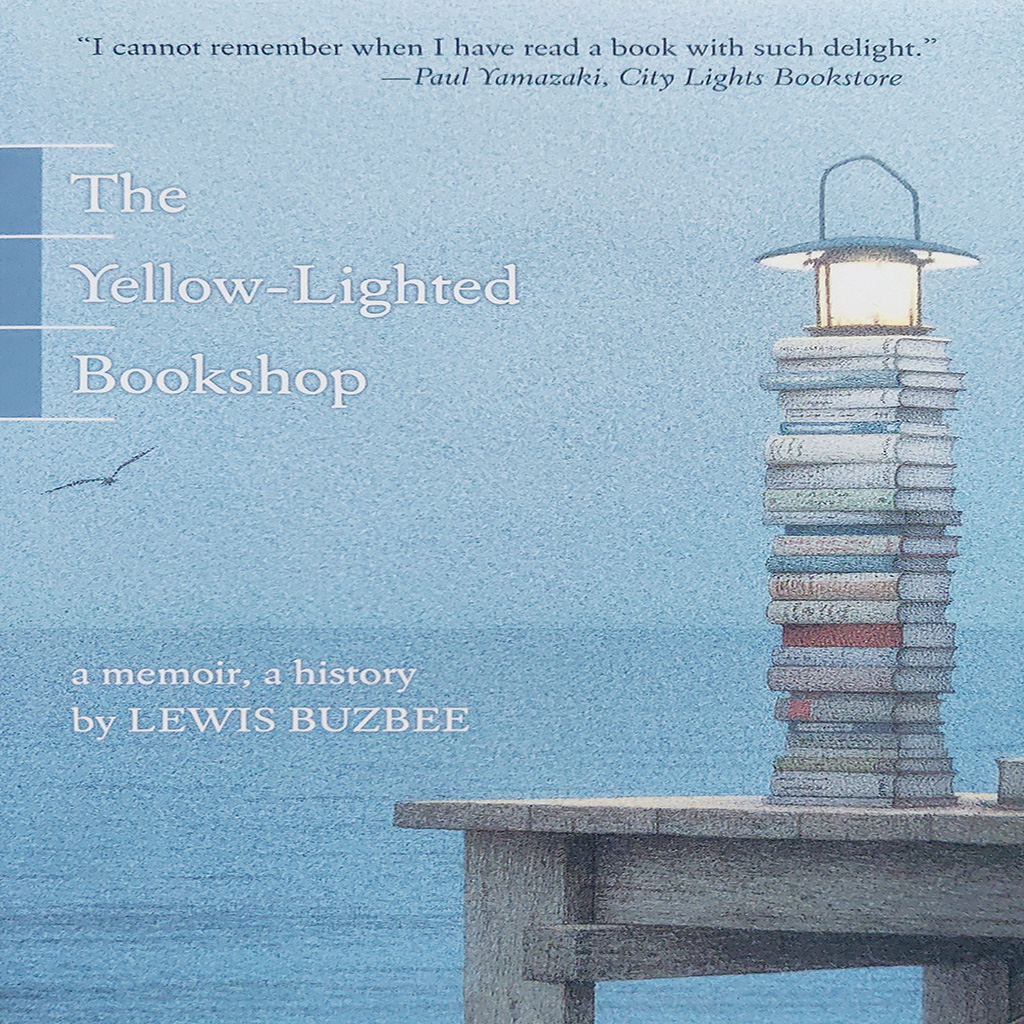 “I cannot remember when I have read a book with such delight.”
—Paul Yamazaki, City Lights Bookstore
The
Yellow-Lighted
Bookshop
a memoir, a history
by LEWIS BUZBEE